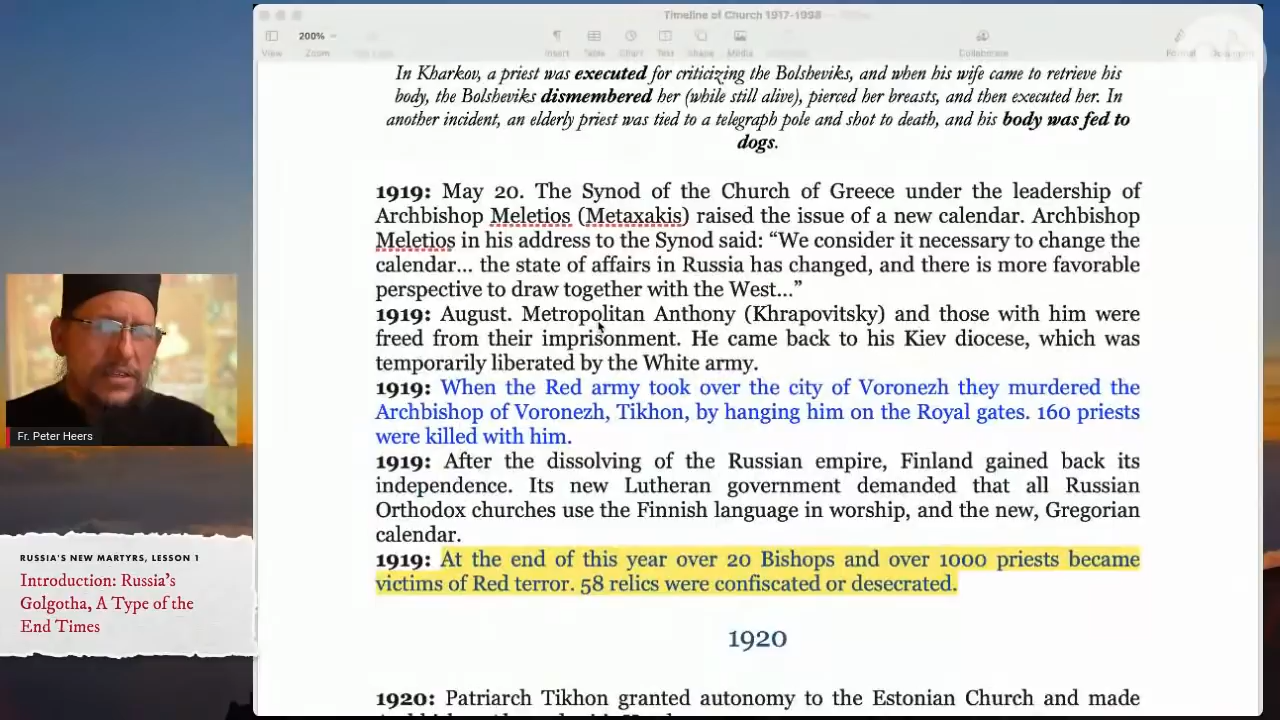 Timeline of Church 1917-1998
200%
View
Zoom
Insert
Table
Chart
Text
Shape
Media
Collaborate
Format
In Kharkov, a priest was executed for criticizing the Bolsheviks, and when his wife came to retrieve his
body, the Bolsheviks dismembered her (while still alive), pierced her breasts, and then executed her. In
another incident, an elderly priest was tied to a telegraph pole and shot to death, and his body was fed to
dogs.
1919: May 20. The Synod of the Church of Greece under the leadership of
Archbishop Meletios (Metaxakis) raised the issue of a new calendar. Archbishop
Meletios in his address to the Synod said: “We consider it necessary to change the
calendar… the state of affairs in Russia has changed, and there is more favorable
perspective to draw together with the West…”
1919: August. Metropolitan Anthony (Khrapovitsky) and those with him were
freed from their imprisonment. He came back to his Kiev diocese, which was
temporarily liberated by the White army.
1919: When the Red army took over the city of Voronezh they murdered the
Archbishop of Voronezh, Tikhon, by hanging him on the Royal gates. 160 priests
were killed with him.
1919: After the dissolving of the Russian empire, Finland gained back its
independence. Its new Lutheran government demanded that all Russian
Orthodox churches use the Finnish language in worship, and the new, Gregorian
calendar.
1919: At the end of this year over 20 Bishops and over 1000 priests became
victims of Red terror. 58 relics were confiscated or desecrated.
1920
1920: Patriarch Tikhon granted autonomy to the Estonian Church and made
Fr. Peter Heers
RUSSIA'S NEW MARTYRS, LESSON 1
Introduction: Russia's
Golgotha, A Type of the
End Times